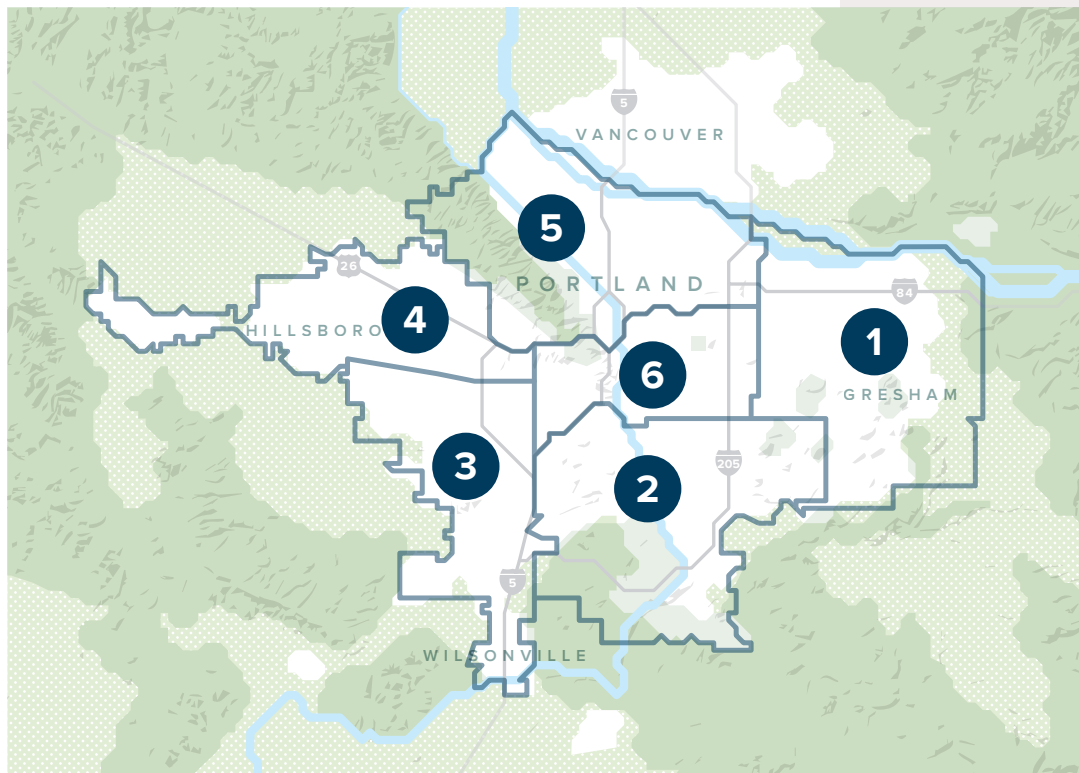 5
VANCOUVER
5
26
PORTLAND
84
4
HILLSBORO
1
6
GRESHAM
3
205
2
5
WILSONVILLE